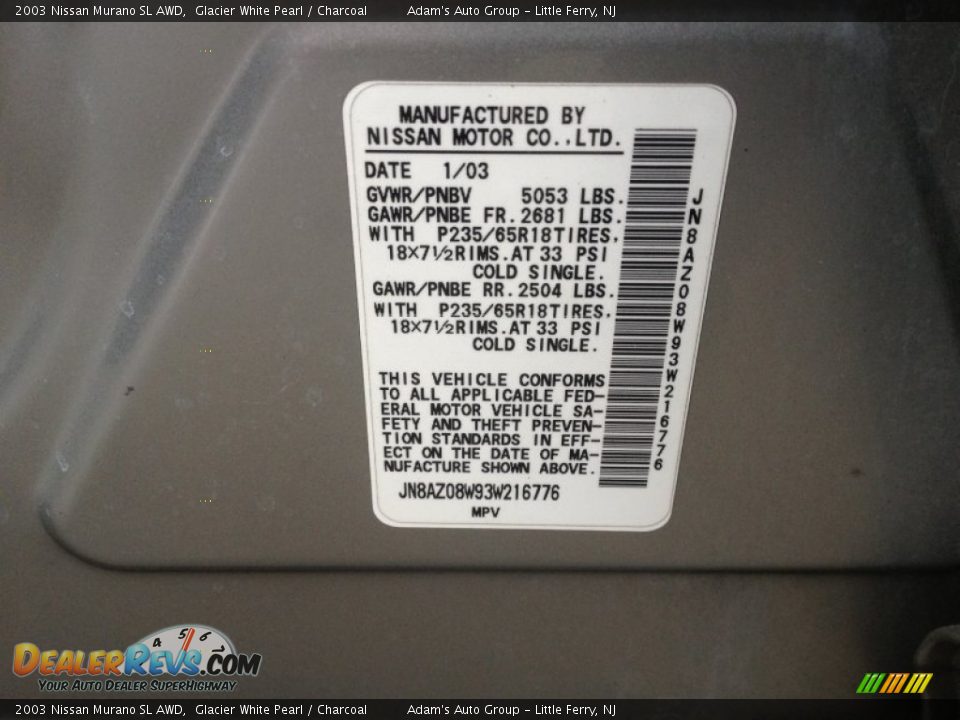 2003 Nissan Murano SL AWD, Glacier White Pearl / Charcoal Adam's Auto Group - Little Ferry, NJ
MANUFACTURED BY
NISSAN MOTOR CO.,LTD.
DATE 1/03
GVWR/PNBV 5053 LBS.
GAWR/PNBE FR.2681 LBS.
WITH P235/65R18TIRES,
18×7½RIMS.AT 33 PSI
COLD SINGLE.
GAWR/PNBE RR.2504 LBS.
WITH P235/65R18TIRES.
18×7½RIMS.AT 33 PSI
COLD SINGLE.
THIS VEHICLE CONFORMS
TO ALL APPLICABLE FED-
ERAL MOTOR VEHICLE SA-
FETY AND THEFT PREVEN-
TION STANDARDS IN EFF-
ECT ON THE DATE OF MA-
NUFACTURE SHOWN ABOVE.
JN8AZ08W93W216776
MPV
JN8AZ08W93W216776
4 5 6 7
DEALERREVS.COM
YOUR AUTO DEALER SUPERHIGHWAY
2003 Nissan Murano SL AWD, Glacier White Pearl / Charcoal Adam's Auto Group - Little Ferry, NJ